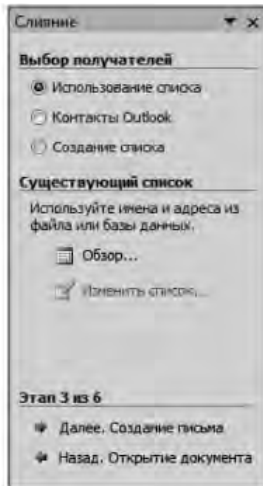 Слияние
Выбор получателей
Использование списка
Контакты Outlook
Создание списка
Существующий список
Используйте имена и адреса из
файла или базы данных.
Обзор...
Изменить список...
Этап 3 из 6
Далее. Создание письма
Назад. Открытие документа